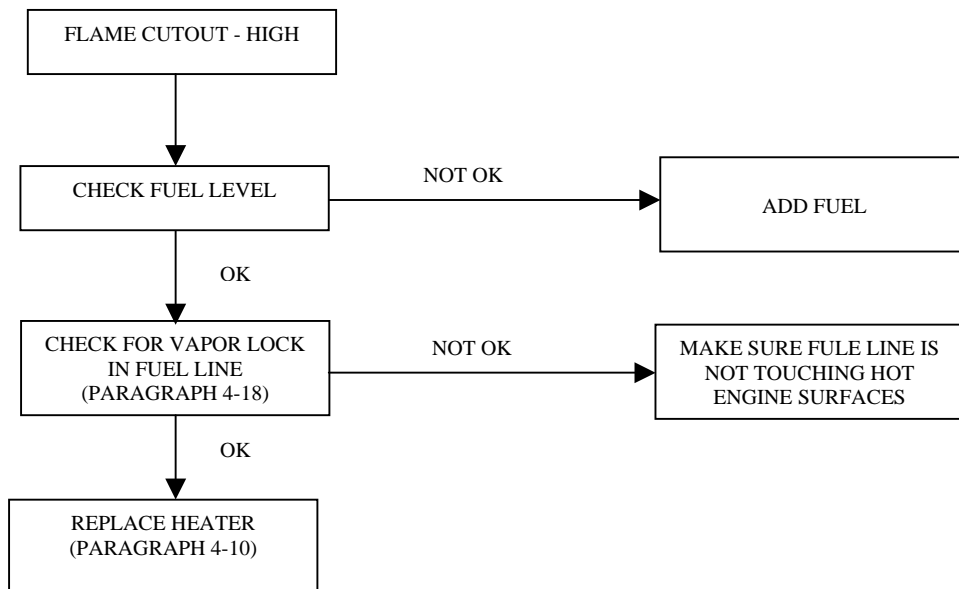 FLAME CUTOUT - HIGH
CHECK FUEL LEVEL
NOT OK
ADD FUEL
OK
CHECK FOR VAPOR LOCK
IN FUEL LINE
(PARAGRAPH 4-18)
NOT OK
MAKE SURE FULE LINE IS
NOT TOUCHING HOT
ENGINE SURFACES
OK
REPLACE HEATER
(PARAGRAPH 4-10)